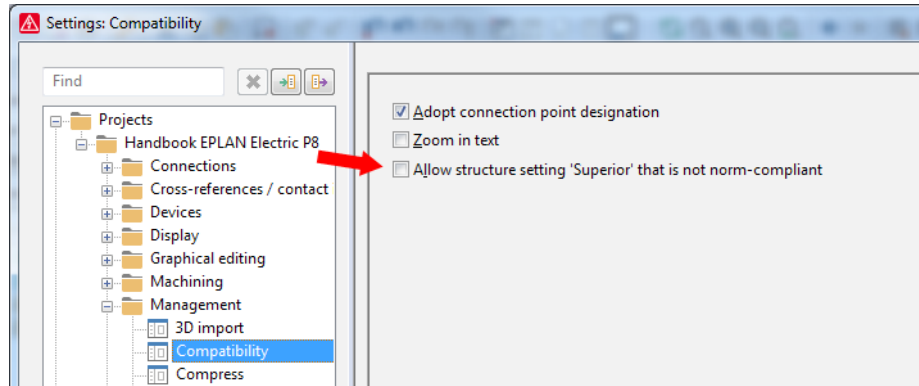 Settings: Compatibility
Find
Projects
Handbook EPLAN Electric P8
Connections
Cross-references / contact
Devices
Display
Graphical editing
Machining
Management
3D import
Compatibility
Compress
Adopt connection point designation
Zoom in text
Allow structure setting 'Superior' that is not norm-compliant